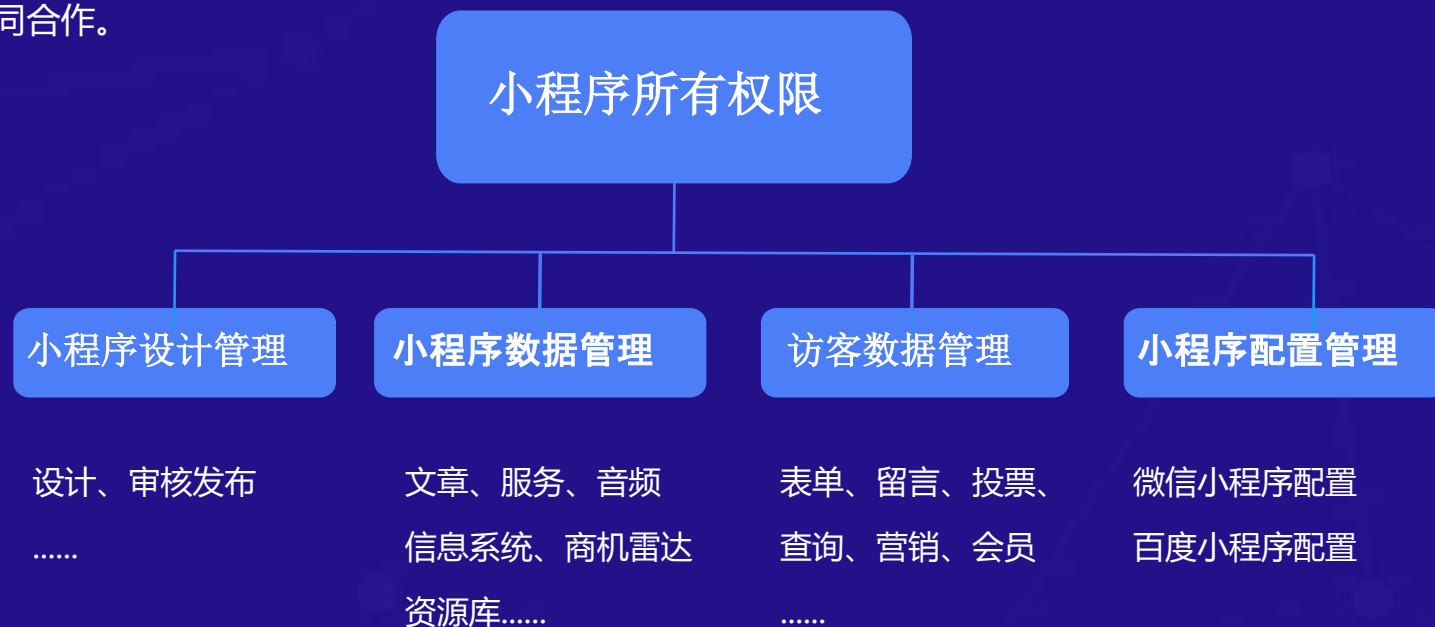 同合作。
小程序所有权限
小程序设计管理
小程序数据管理
访客数据管理
小程序配置管理
设计、审核发布
......
文章、服务、音频
信息系统、商机雷达
资源库......
表单、留言、投票、
查询、营销、会员
......
微信小程序配置
百度小程序配置